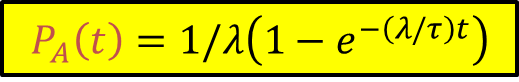 P_A(t) = 1/λ(1 − e^{−(λ/τ)t})